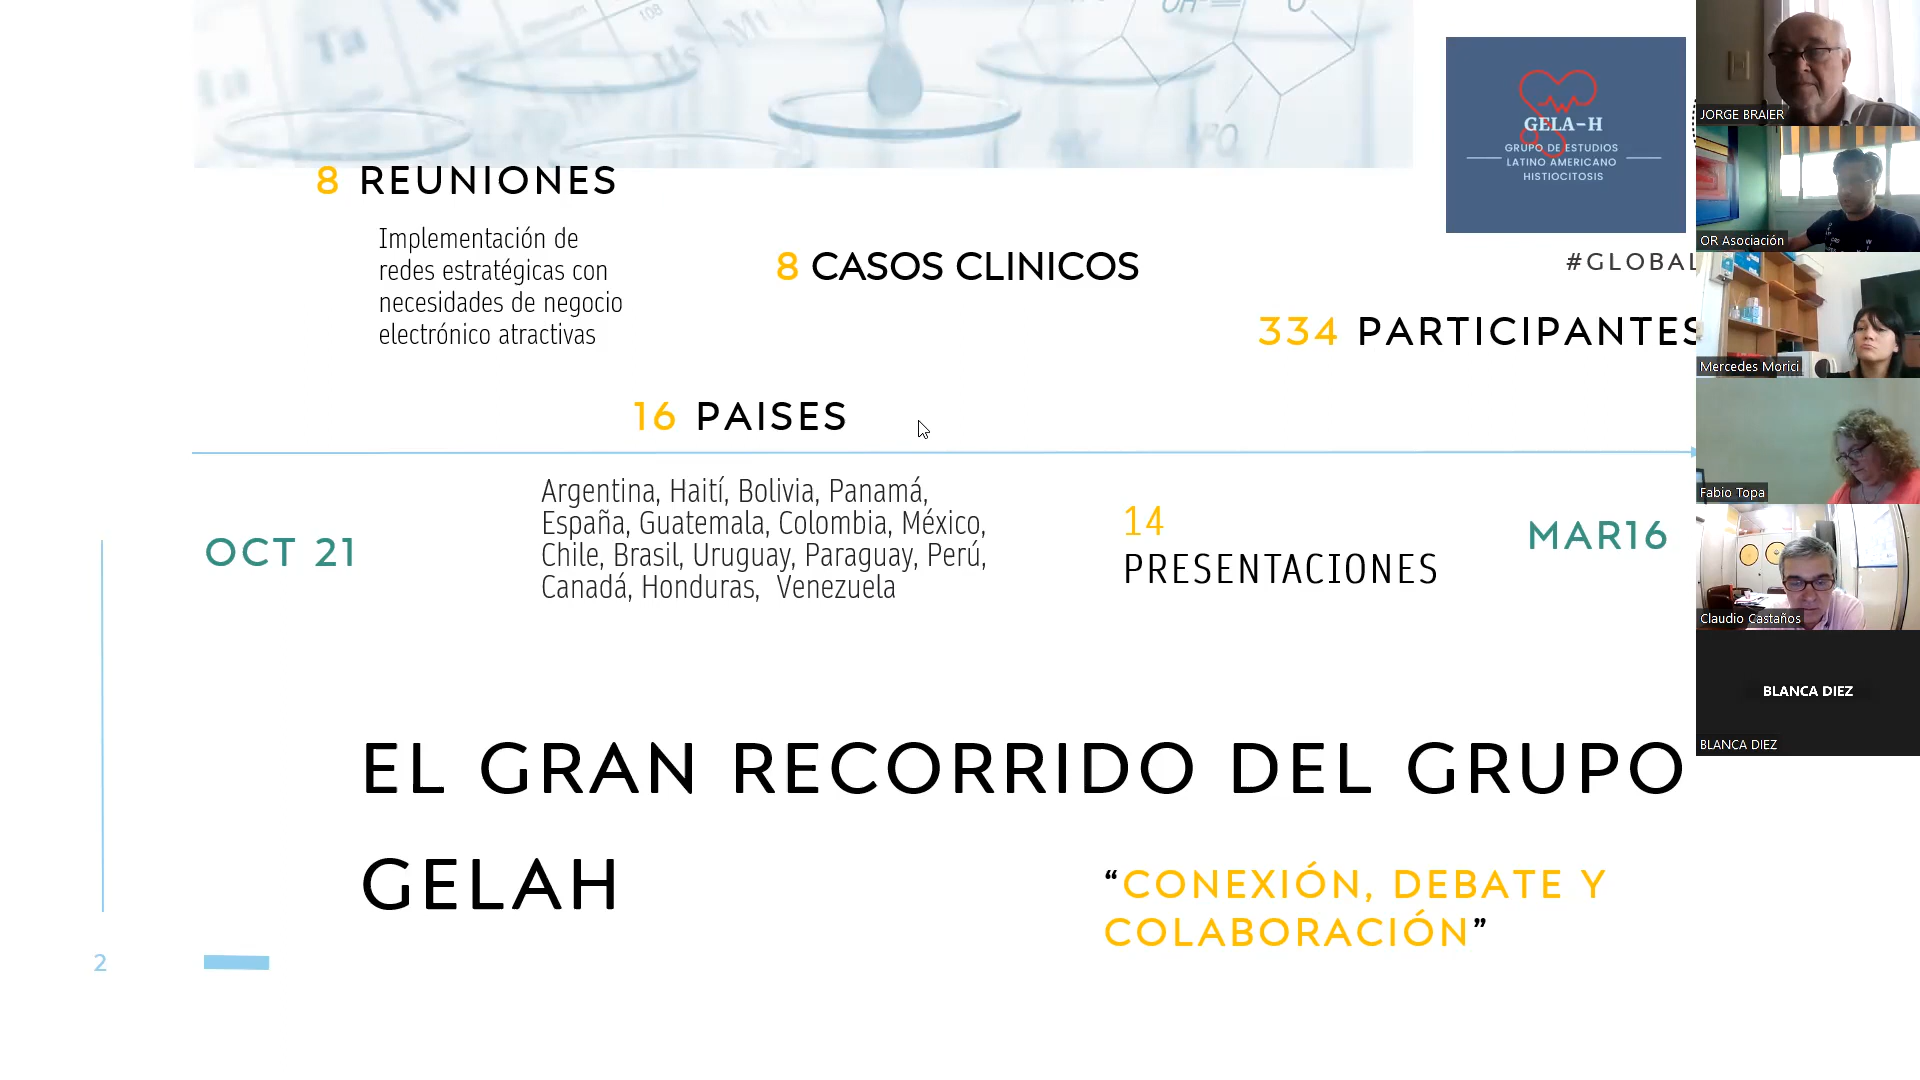 8 REUNIONES
Implementación de
redes estratégicas con
necesidades de negocio
electrónico atractivas
8 CASOS CLINICOS
GELA-H
GRUPO DE ESTUDIOS
LATINO AMERICANO
HISTIOCITOSIS
#GLOBAL
334 PARTICIPANTES
16 PAISES
OCT 21
Argentina, Haití, Bolivia, Panamá,
España, Guatemala, Colombia, México,
Chile, Brasil, Uruguay, Paraguay, Perú,
Canadá, Honduras, Venezuela
14
PRESENTACIONES
MAR16
EL GRAN RECORRIDO DEL GRUPO
GELAH
“CONEXIÓN, DEBATE Y
COLABORACIÓN”
2
JORGE BRAIER
OR Asociación
Mercedes Morici
Fabio Topa
Claudio Castaños
BLANCA DIEZ
BLANCA DIEZ